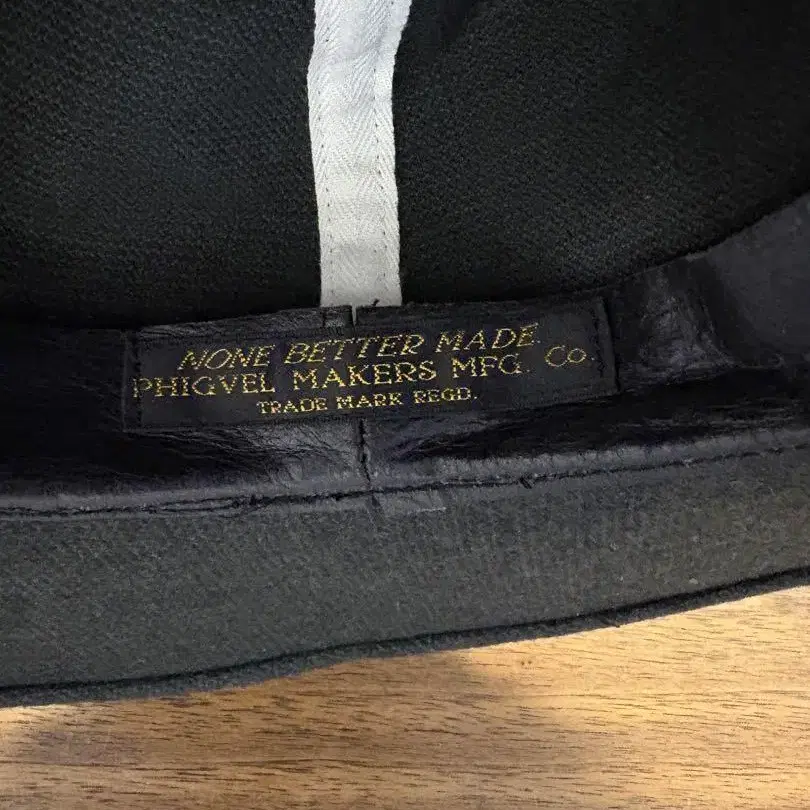 NONE BETTER MADE.
PHIGVEL MAKERS MFG. Co.
TRADE MARK REGD.